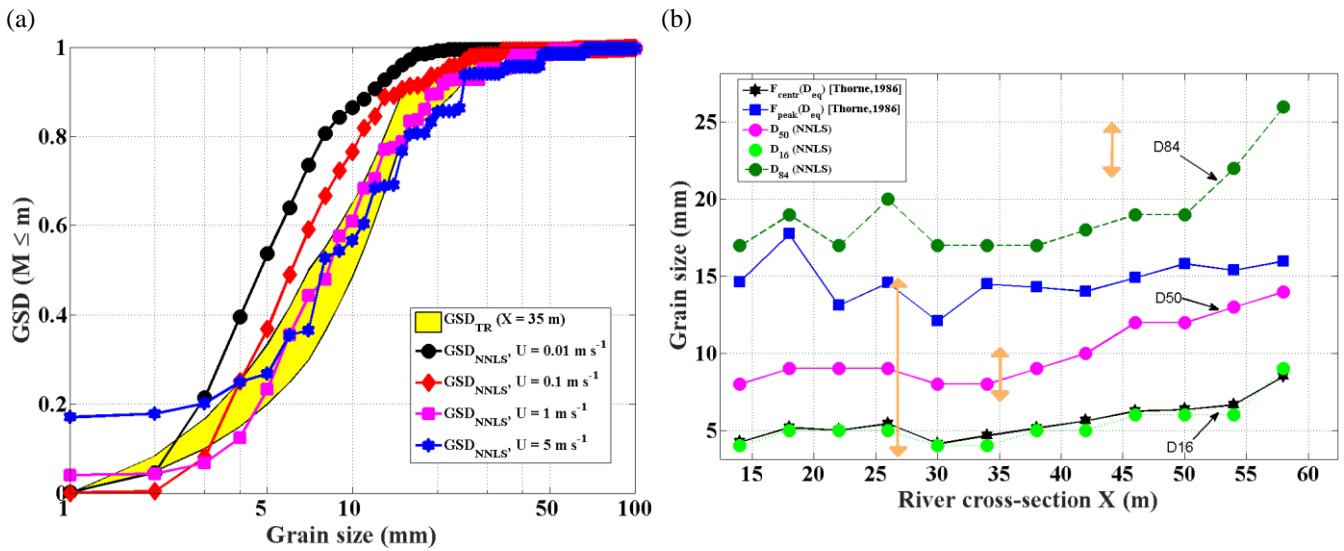 (a)
1
0.8
0.6
0.4
0.2
0
1
5
10
50
100
GSD (M ≤ m)
Grain size (mm)
GSD_TR (X = 35 m)
GSD_NNLS, U = 0.01 m s^-1
GSD_NNLS, U = 0.1 m s^-1
GSD_NNLS, U = 1 m s^-1
GSD_NNLS, U = 5 m s^-1
(b)
F_centr(D_eq) [Thorne,1986]
F_peak(D_eq) [Thorne,1986]
D_50 (NNLS)
D_16 (NNLS)
D_84 (NNLS)
D84
D50
D16
25
20
15
10
5
15
20
25
30
35
40
45
50
55
60
Grain size (mm)
River cross-section X (m)